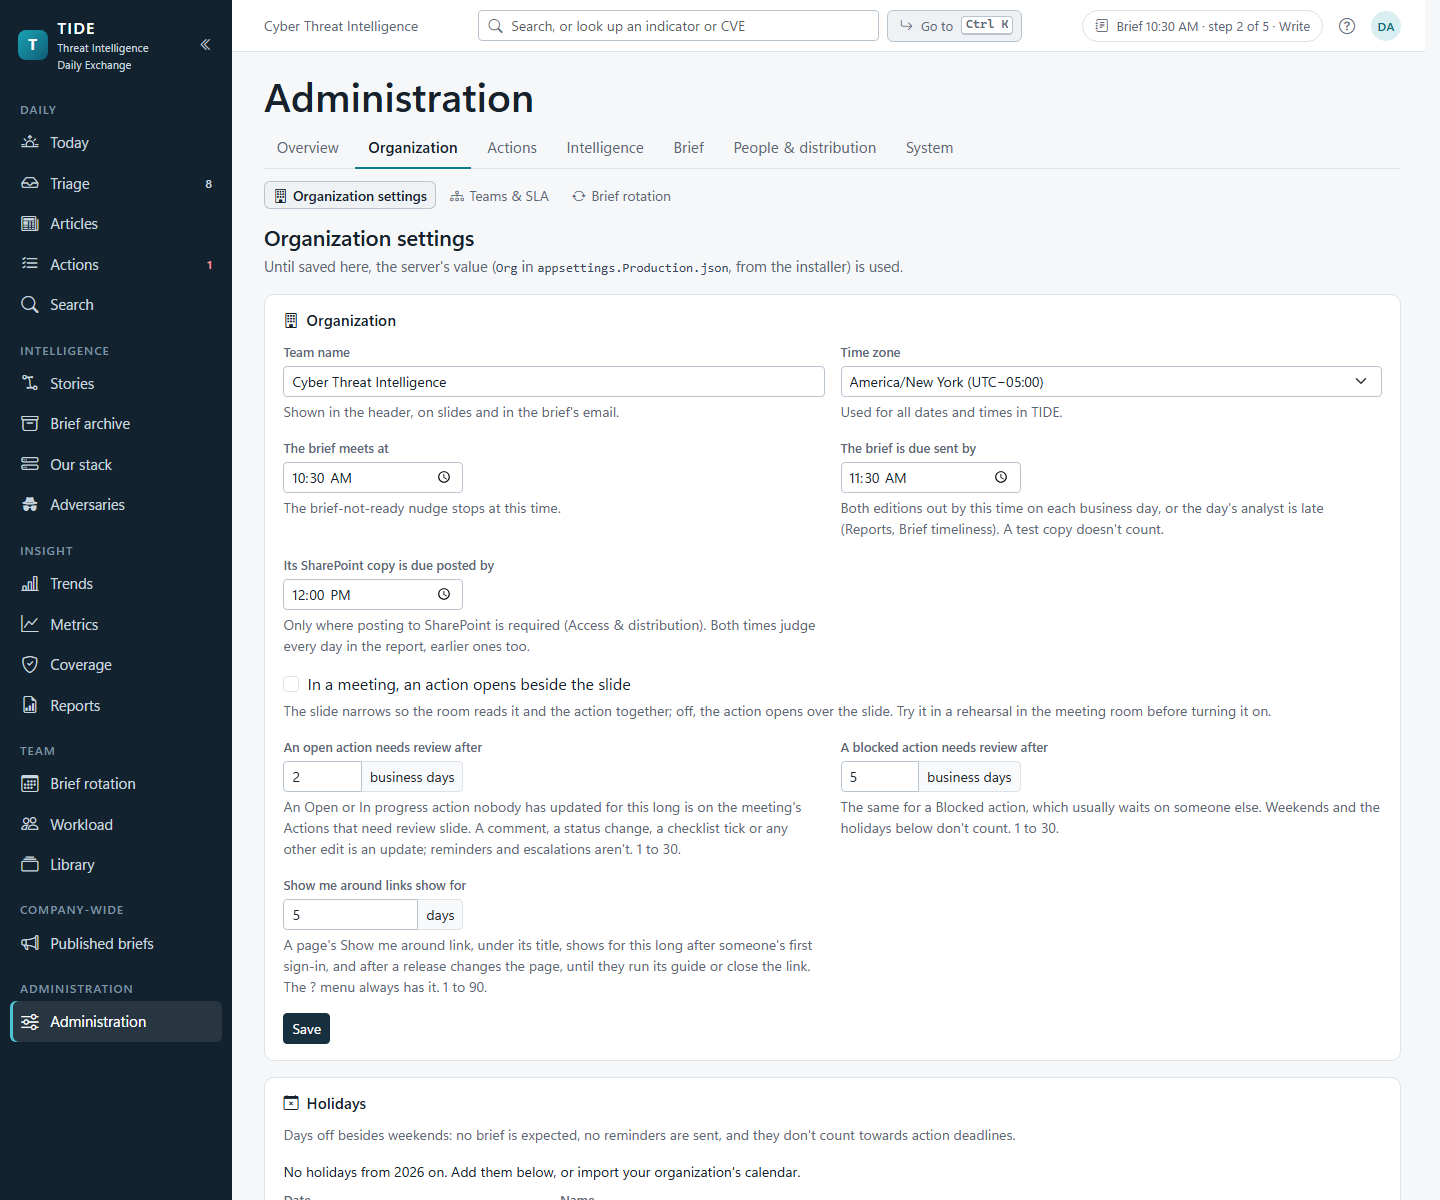 T
TIDE
Threat Intelligence
Daily Exchange
DAILY
Today
Triage 8
Articles
Actions 1
Search
INTELLIGENCE
Stories
Brief archive
Our stack
Adversaries
INSIGHT
Trends
Metrics
Coverage
Reports
TEAM
Brief rotation
Workload
Library
COMPANY-WIDE
Published briefs
ADMINISTRATION
Administration
Cyber Threat Intelligence
Search, or look up an indicator or CVE
Go to Ctrl K
Brief 10:30 AM · step 2 of 5 · Write
?
DA
Administration
Overview Organization Actions Intelligence Brief People & distribution System
Organization settings Teams & SLA Brief rotation
Organization settings
Until saved here, the server's value (Org in appsettings.Production.json, from the installer) is used.
Organization
Team name
Cyber Threat Intelligence
Shown in the header, on slides and in the brief's email.
Time zone
America/New York (UTC−05:00)
Used for all dates and times in TIDE.
The brief meets at
10:30 AM
The brief-not-ready nudge stops at this time.
The brief is due sent by
11:30 AM
Both editions out by this time on each business day, or the day's analyst is late
(Reports, Brief timeliness). A test copy doesn't count.
Its SharePoint copy is due posted by
12:00 PM
Only where posting to SharePoint is required (Access & distribution). Both times judge
every day in the report, earlier ones too.
In a meeting, an action opens beside the slide
The slide narrows so the room reads it and the action together; off, the action opens over the slide. Try it in a rehearsal in the meeting room before turning it on.
An open action needs review after
2 business days
An Open or In progress action nobody has updated for this long is on the meeting's
Actions that need review slide. A comment, a status change, a checklist tick or any
other edit is an update; reminders and escalations aren't. 1 to 30.
A blocked action needs review after
5 business days
The same for a Blocked action, which usually waits on someone else. Weekends and the
holidays below don't count. 1 to 30.
Show me around links show for
5 days
A page's Show me around link, under its title, shows for this long after someone's first
sign-in, and after a release changes the page, until they run its guide or close the link.
The ? menu always has it. 1 to 90.
Save
Holidays
Days off besides weekends: no brief is expected, no reminders are sent, and they don't count towards action deadlines.
No holidays from 2026 on. Add them below, or import your organization's calendar.
Date Name